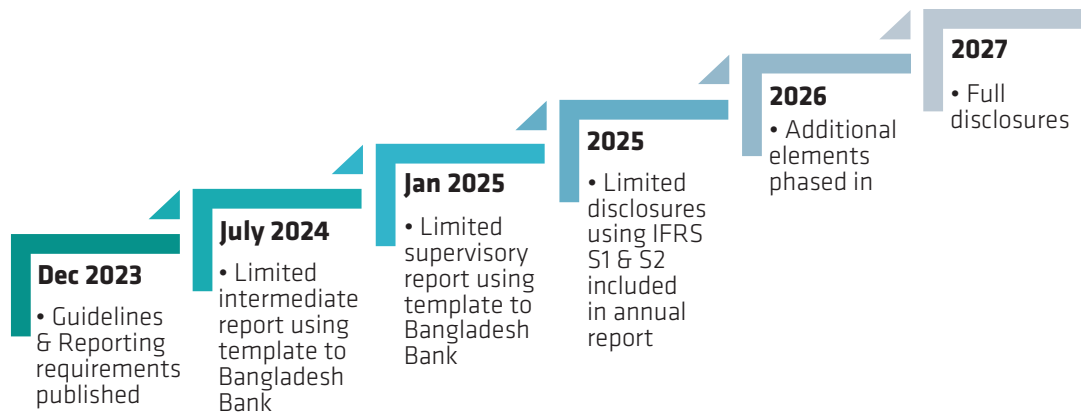 Dec 2023
• Guidelines
& Reporting
requirements
published
July 2024
• Limited
intermediate
report using
template to
Bangladesh
Bank
Jan 2025
• Limited
supervisory
report using
template to
Bangladesh
Bank
2025
• Limited
disclosures
using IFRS
S1 & S2
included
in annual
report
2026
• Additional
elements
phased in
2027
• Full
disclosures